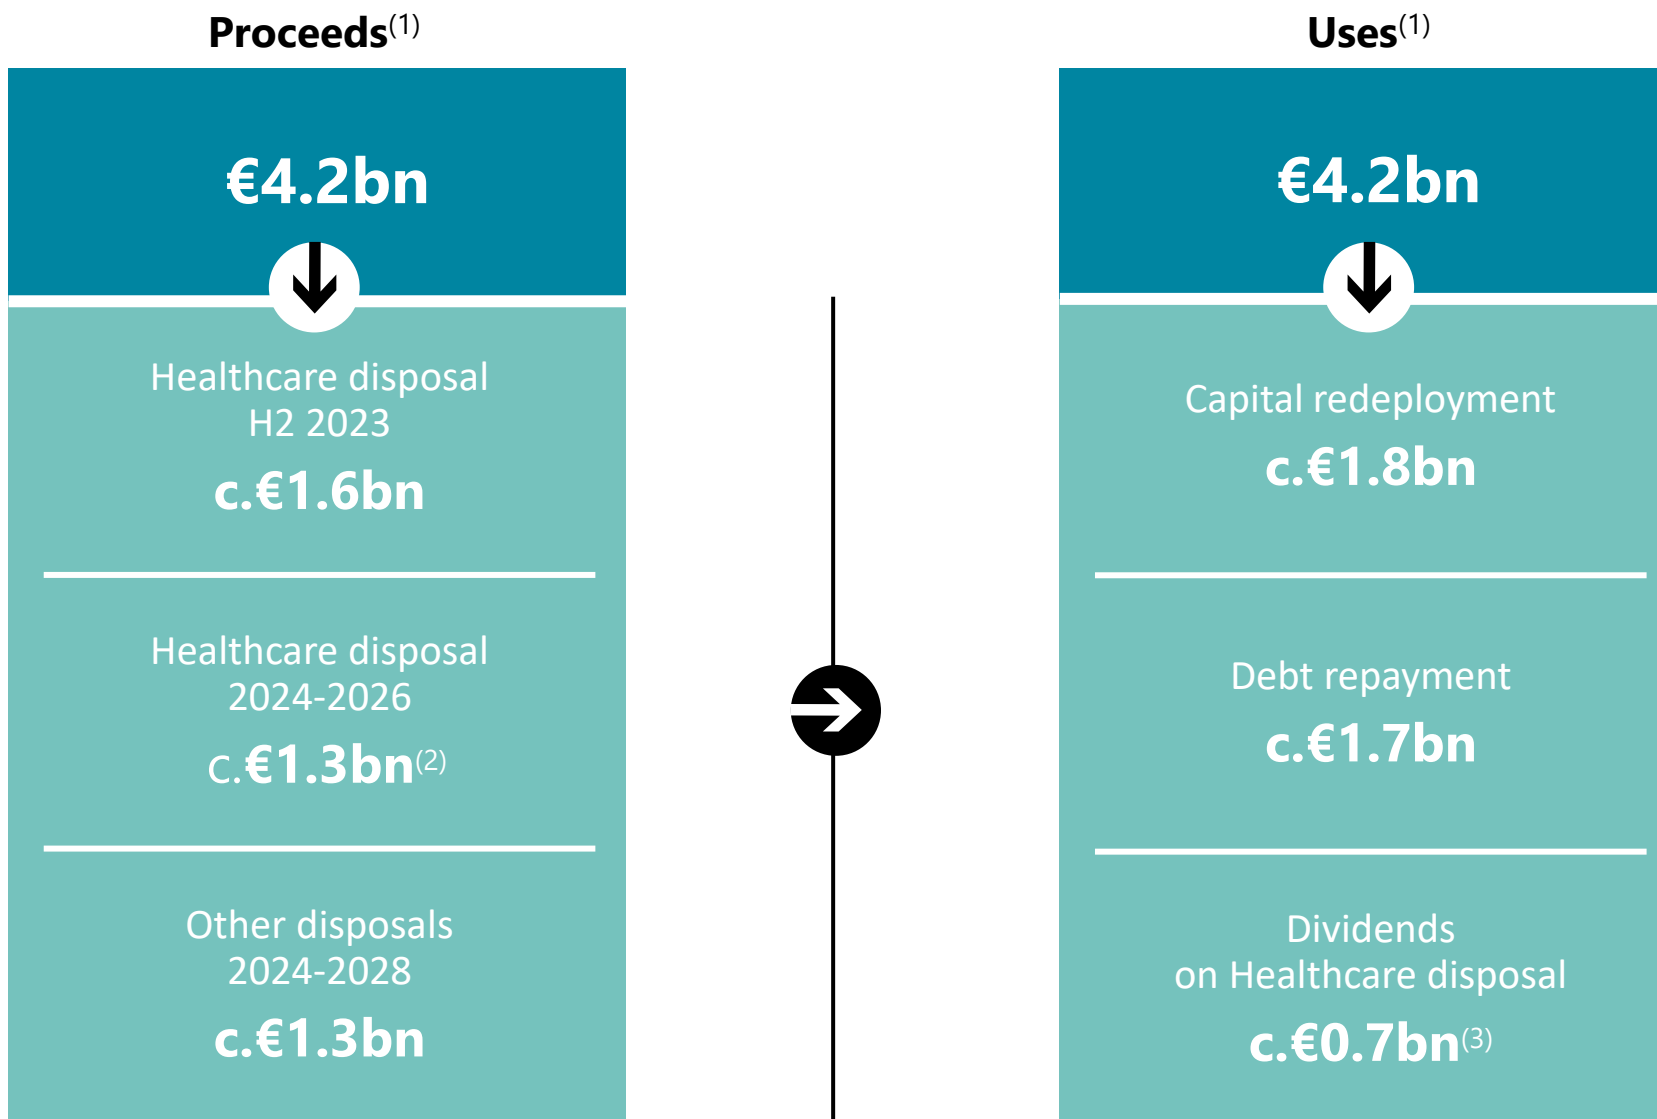 Proceeds(1)
€4.2bn
Healthcare disposal
H2 2023
c.€1.6bn
Healthcare disposal
2024-2026
c.€1.3bn(2)
Other disposals
2024-2028
c.€1.3bn
Uses(1)
€4.2bn
Capital redeployment
c.€1.8bn
Debt repayment
c.€1.7bn
Dividends
on Healthcare disposal
c.€0.7bn(3)